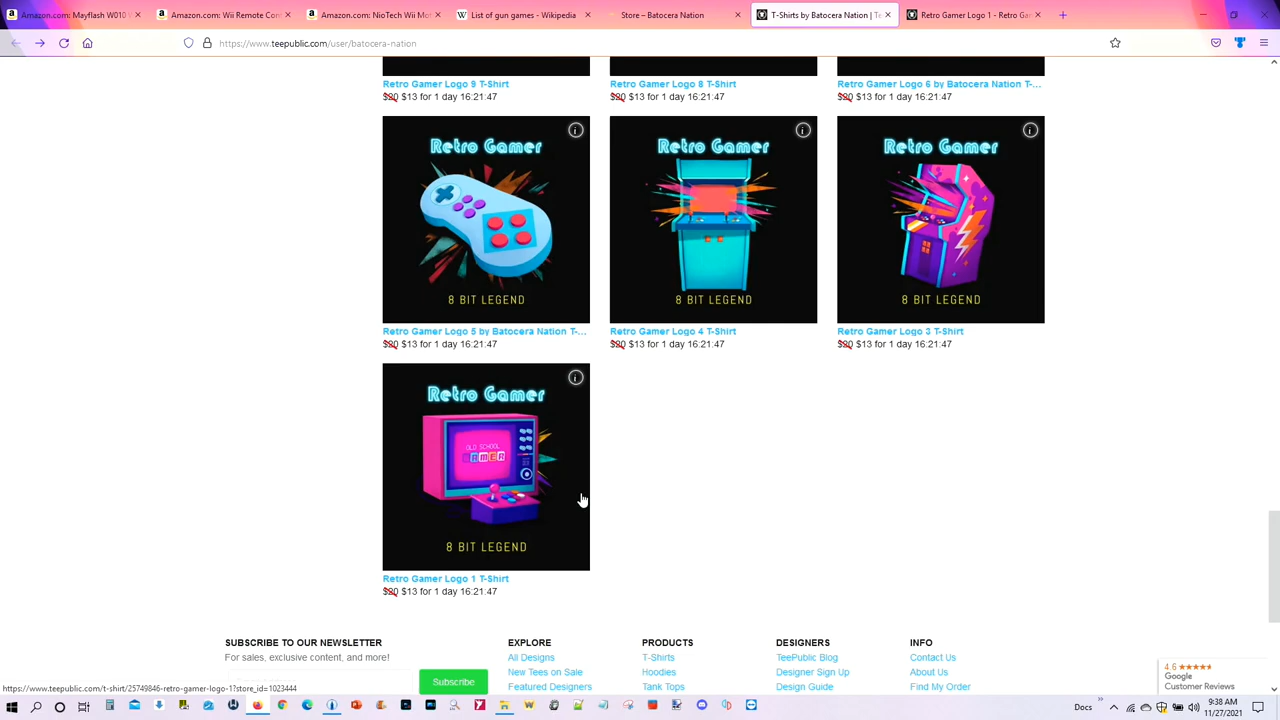 Amazon.com: Mayflash W010
Amazon.com: Wii Remote Con
Amazon.com: NioTech Wii Mot
List of gun games - Wikipedia
Store – Batocera Nation
T-Shirts by Batocera Nation | Te
Retro Gamer Logo 1 - Retro Gam
https://www.teepublic.com/user/batocera-nation
Retro Gamer Logo 9 T-Shirt
$20 $13 for 1 day 16:21:47
Retro Gamer Logo 8 T-Shirt
$20 $13 for 1 day 16:21:47
Retro Gamer Logo 6 by Batocera Nation T-...
$20 $13 for 1 day 16:21:47
Retro Gamer
8 BIT LEGEND
Retro Gamer Logo 5 by Batocera Nation T-...
$20 $13 for 1 day 16:21:47
Retro Gamer
8 BIT LEGEND
Retro Gamer Logo 4 T-Shirt
$20 $13 for 1 day 16:21:47
Retro Gamer
8 BIT LEGEND
Retro Gamer Logo 3 T-Shirt
$20 $13 for 1 day 16:21:47
Retro Gamer
OLD SCHOOL
GAMER
8 BIT LEGEND
Retro Gamer Logo 1 T-Shirt
$20 $13 for 1 day 16:21:47
SUBSCRIBE TO OUR NEWSLETTER
For sales, exclusive content, and more!
Subscribe
EXPLORE
All Designs
New Tees on Sale
Featured Designers
PRODUCTS
T-Shirts
Hoodies
Tank Tops
DESIGNERS
TeePublic Blog
Designer Sign Up
Design Guide
INFO
Contact Us
About Us
Find My Order
4.6
Google
Customer Reviews
https://www.teepublic.com/t-shirt/25749846-retro-gamer-logo-1?store_id=1023444
Docs
9:38 AM
11/27/2021